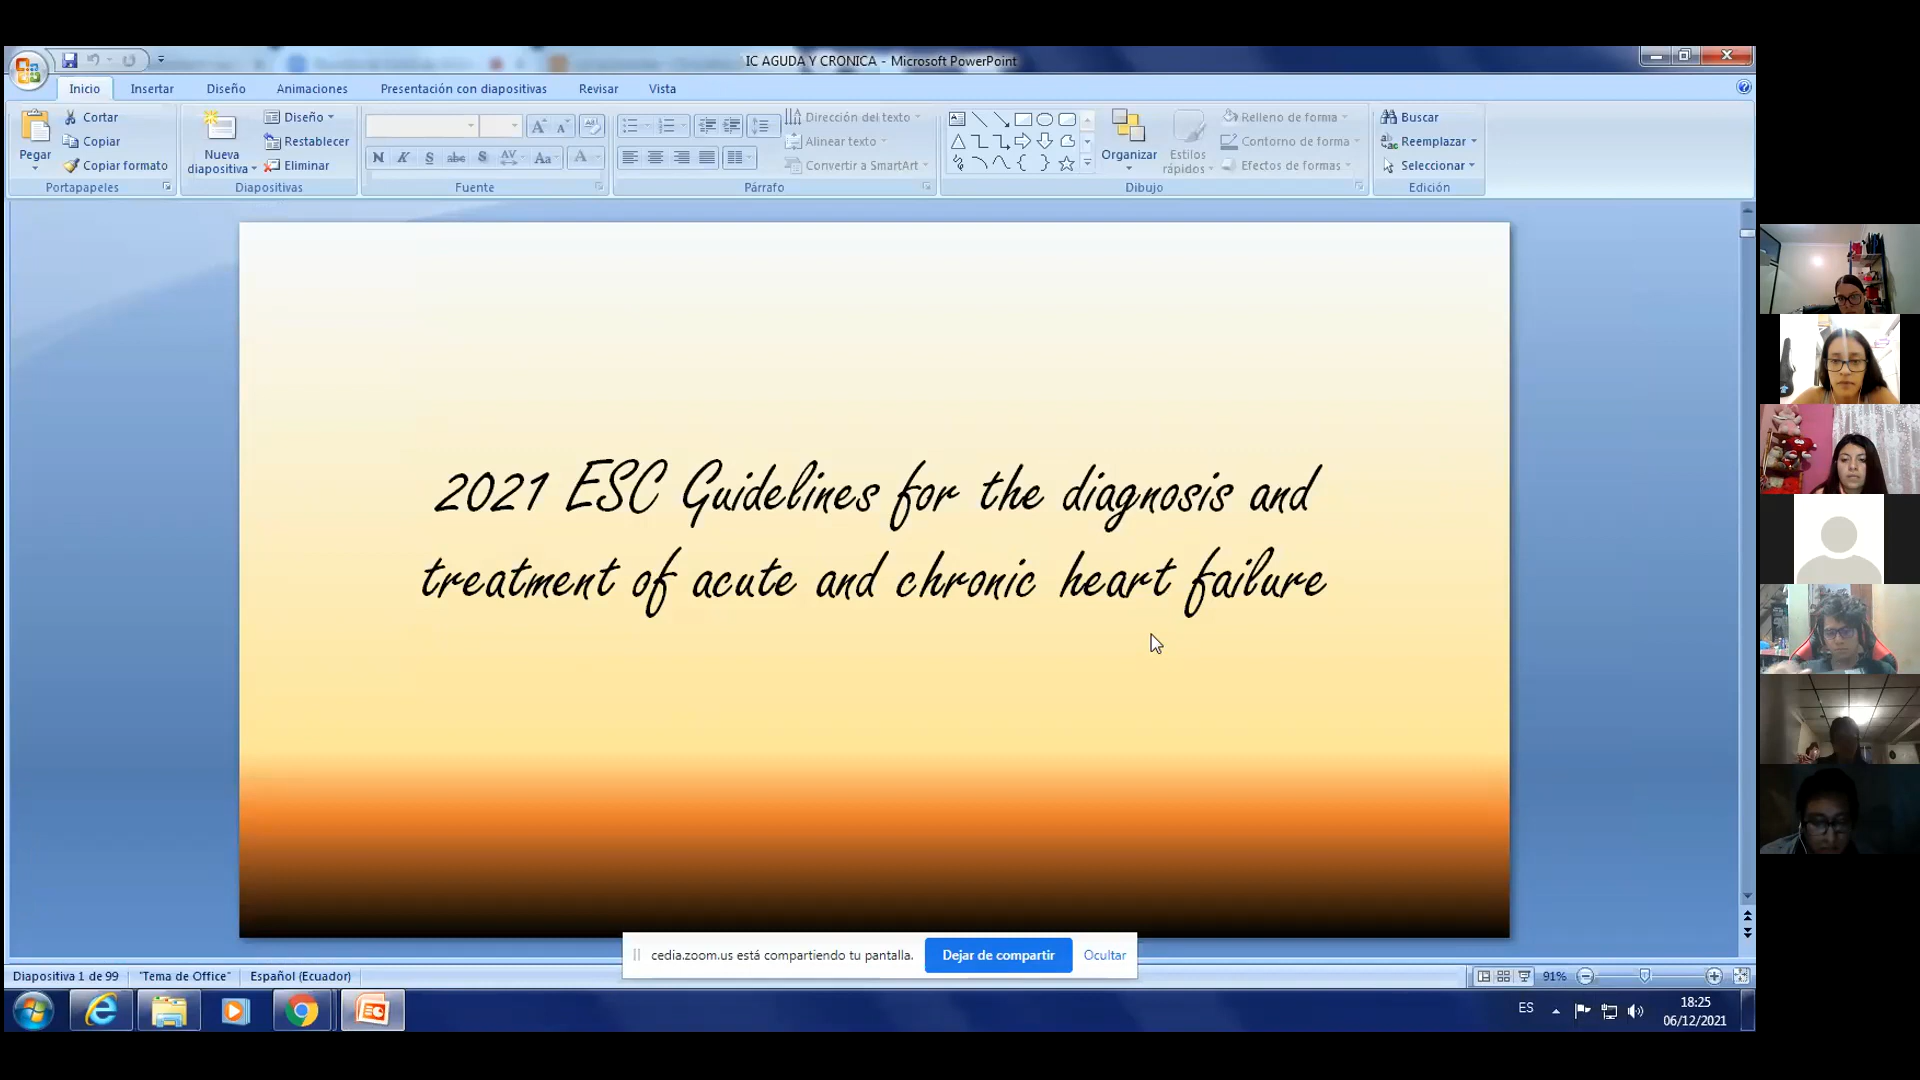 IC AGUDA Y CRONICA - Microsoft PowerPoint
Inicio Insertar Diseño Animaciones Presentación con diapositivas Revisar Vista
Pegar
Cortar
Copiar
Copiar formato
Portapapeles
Nueva
diapositiva
Diseño
Restablecer
Eliminar
Diapositivas
N K S abc S AV Aa A
Fuente
Dirección del texto
Alinear texto
Convertir a SmartArt
Párrafo
Organizar
Estilos
rápidos
Relleno de forma
Contorno de forma
Efectos de formas
Dibujo
Buscar
Reemplazar
Seleccionar
Edición
2021 ESC Guidelines for the diagnosis and
treatment of acute and chronic heart failure
cedia.zoom.us está compartiendo tu pantalla. Dejar de compartir Ocultar
Diapositiva 1 de 99 "Tema de Office" Español (Ecuador) 91%
ES 18:25
06/12/2021